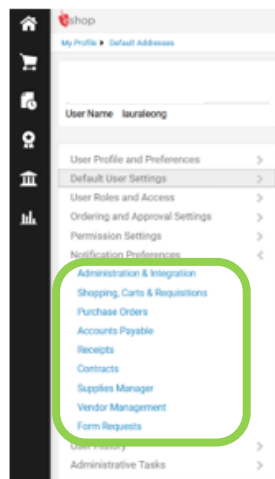 eshop
My Profile ▶ Default Addresses
User Name lauraleong
User Profile and Preferences >
Default User Settings >
User Roles and Access >
Ordering and Approval Settings >
Permission Settings >
Notification Preferences <
Administration & Integration
Shopping, Carts & Requisitions
Purchase Orders
Accounts Payable
Receipts
Contracts
Supplies Manager
Vendor Management
Form Requests
User History >
Administrative Tasks >